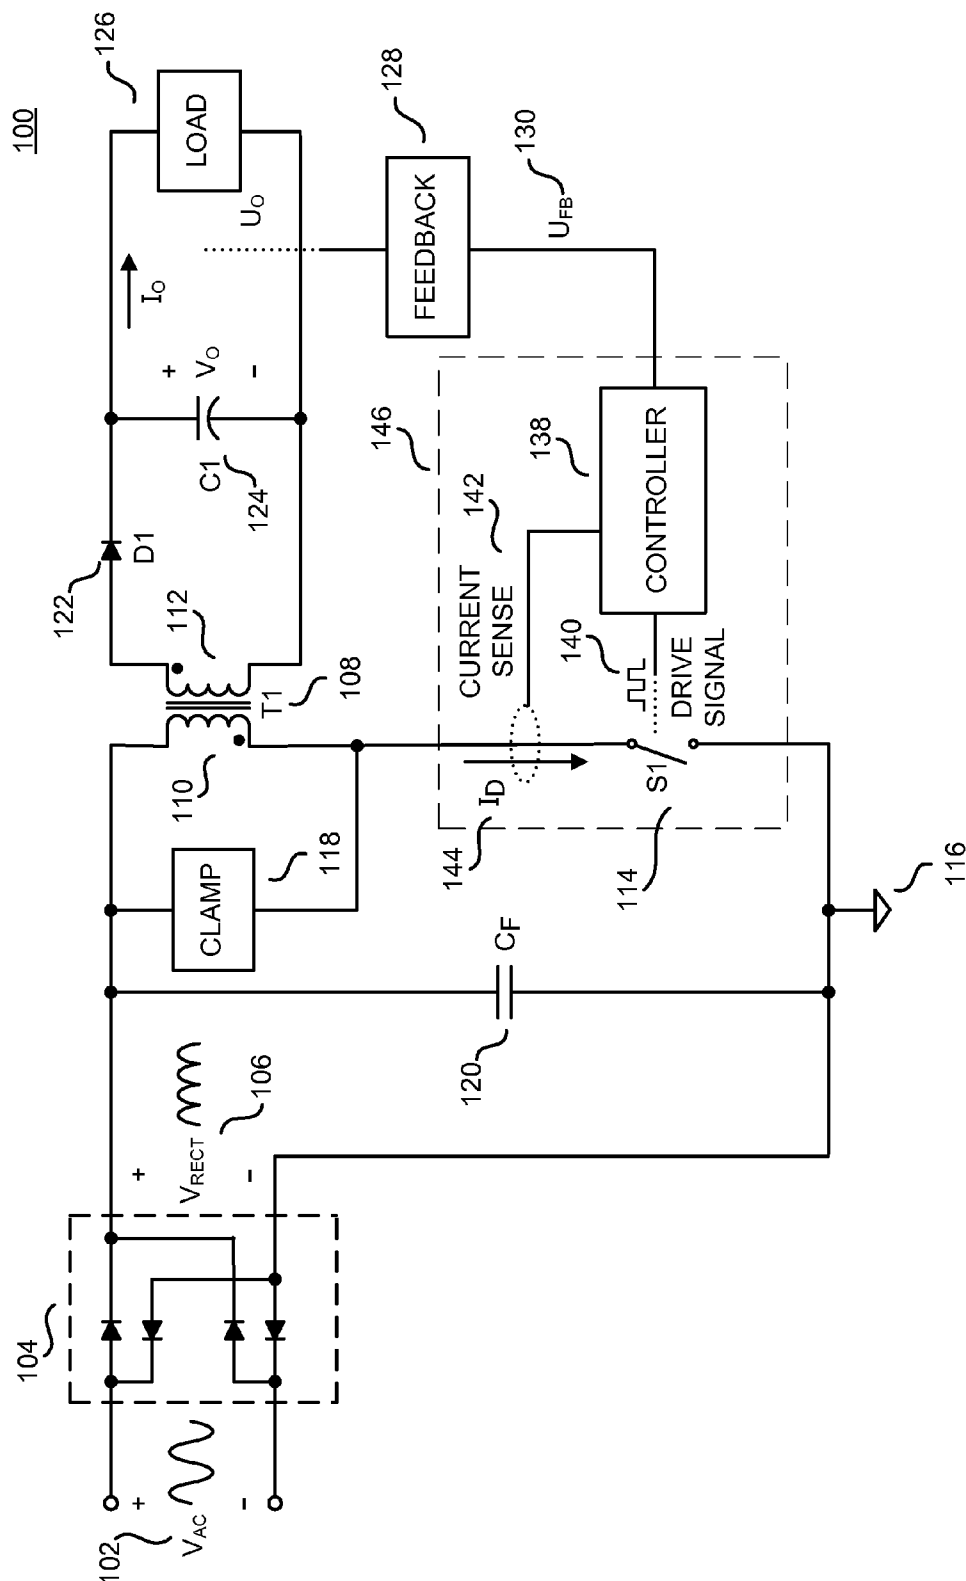 100
102
VAC
+
-
104
+
VRECT
-
106
120
CF
CLAMP
118
110
T1
108
112
122
D1
C1
124
+
VO
-
IO
UO
LOAD
126
FEEDBACK
128
UFB
130
146
CURRENT
SENSE
142
144
ID
S1
114
140
DRIVE
SIGNAL
CONTROLLER
138
116